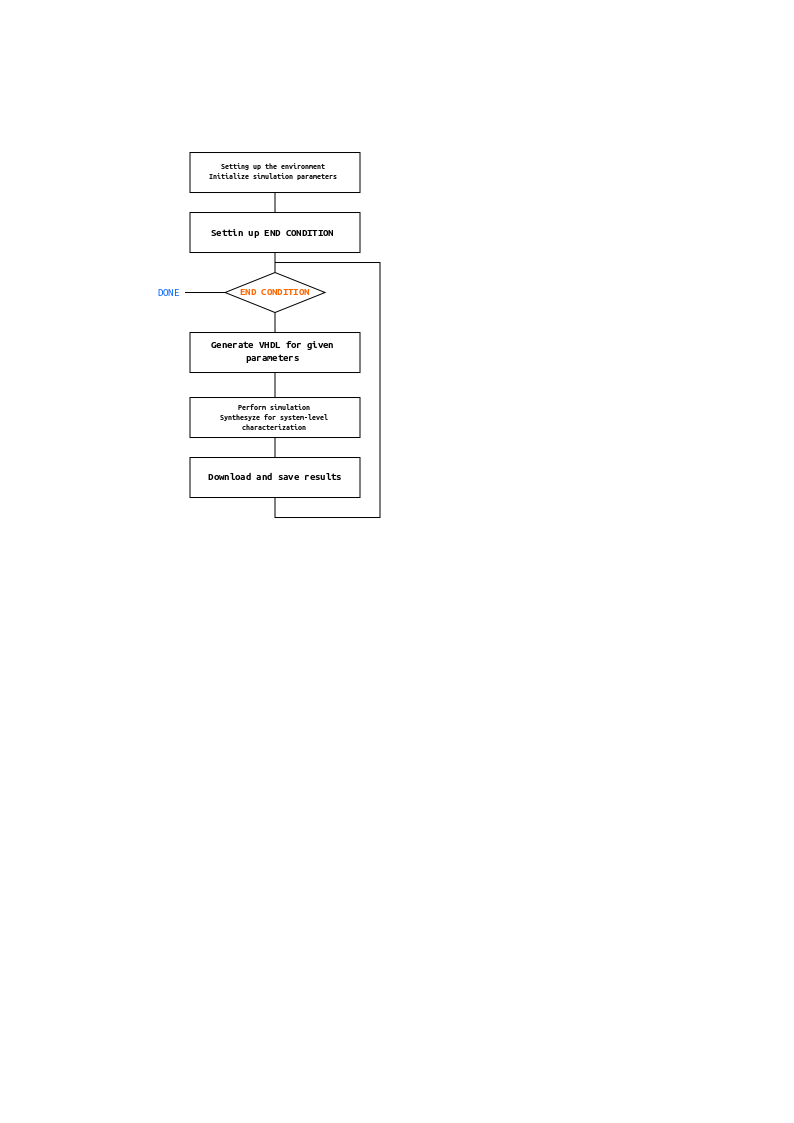 Setting up the environment
Initialize simulation parameters
Settin up END CONDITION
DONE
END CONDITION
Generate VHDL for given
parameters
Perform simulation
Synthesyze for system-level
characterization
Download and save results